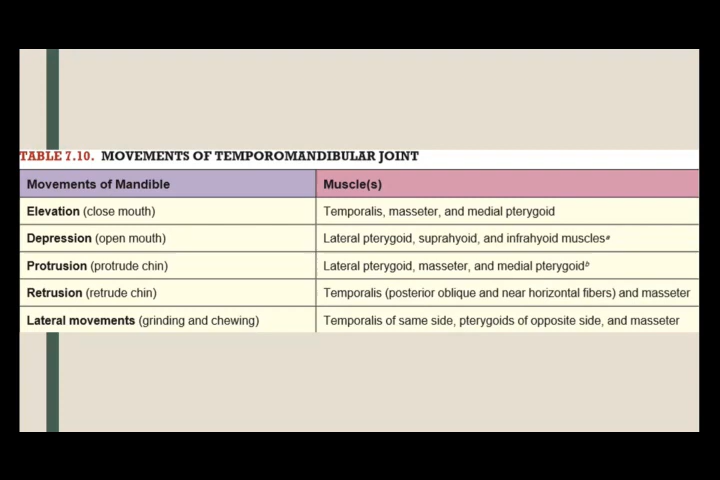 TABLE 7.10. MOVEMENTS OF TEMPOROMANDIBULAR JOINT
Movements of Mandible Muscle(s)
Elevation (close mouth) Temporalis, masseter, and medial pterygoid
Depression (open mouth) Lateral pterygoid, suprahyoid, and infrahyoid musclesᵃ
Protrusion (protrude chin) Lateral pterygoid, masseter, and medial pterygoidᵇ
Retrusion (retrude chin) Temporalis (posterior oblique and near horizontal fibers) and masseter
Lateral movements (grinding and chewing) Temporalis of same side, pterygoids of opposite side, and masseter